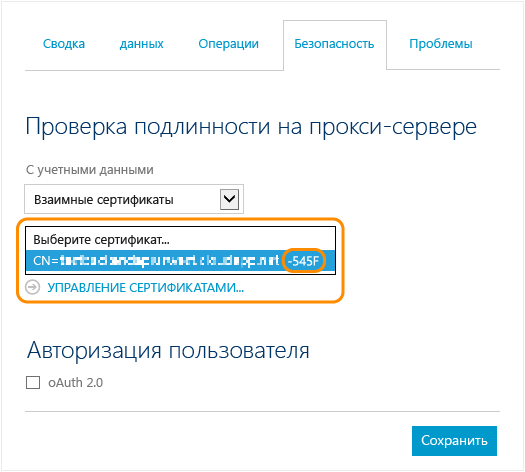 Сводка данных Операции Безопасность Проблемы
Проверка подлинности на прокси-сервере
С учетными данными
Взаимные сертификаты
Выберите сертификат...
CN= -545F
УПРАВЛЕНИЕ СЕРТИФИКАТАМИ...
Авторизация пользователя
oAuth 2.0
Сохранить